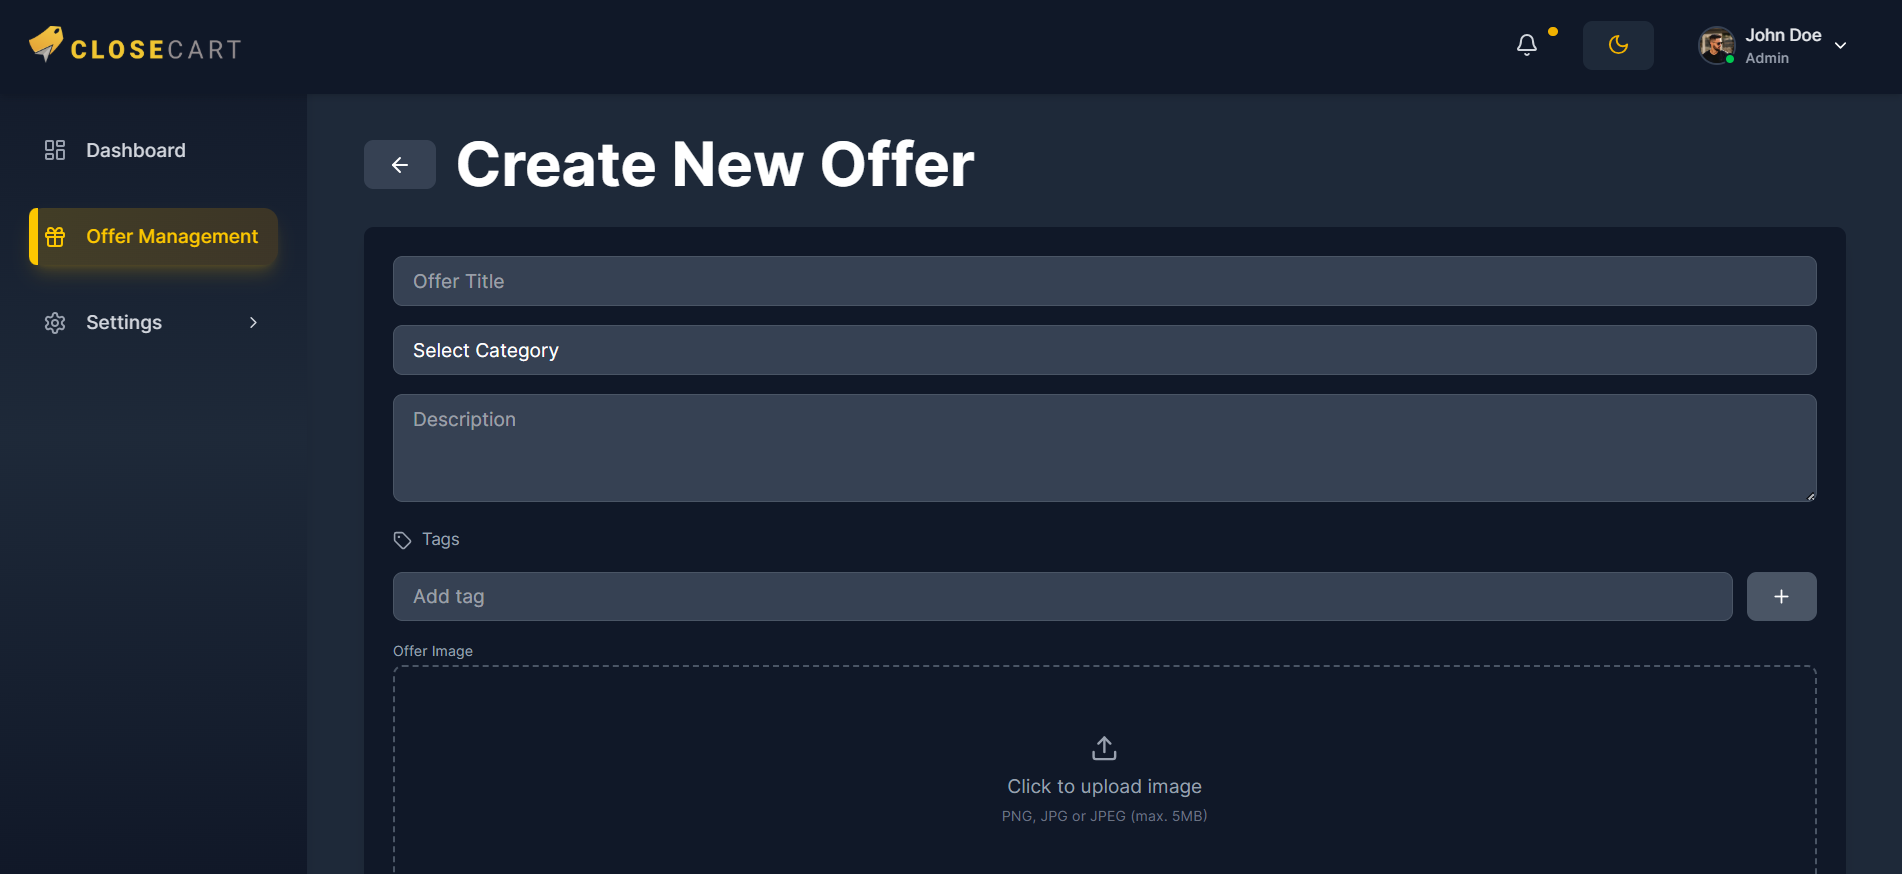 CLOSECART
John Doe
Admin
Dashboard
Offer Management
Settings
Create New Offer
Offer Title
Select Category
Description
Tags
Add tag
Offer Image
Click to upload image
PNG, JPG or JPEG (max. 5MB)